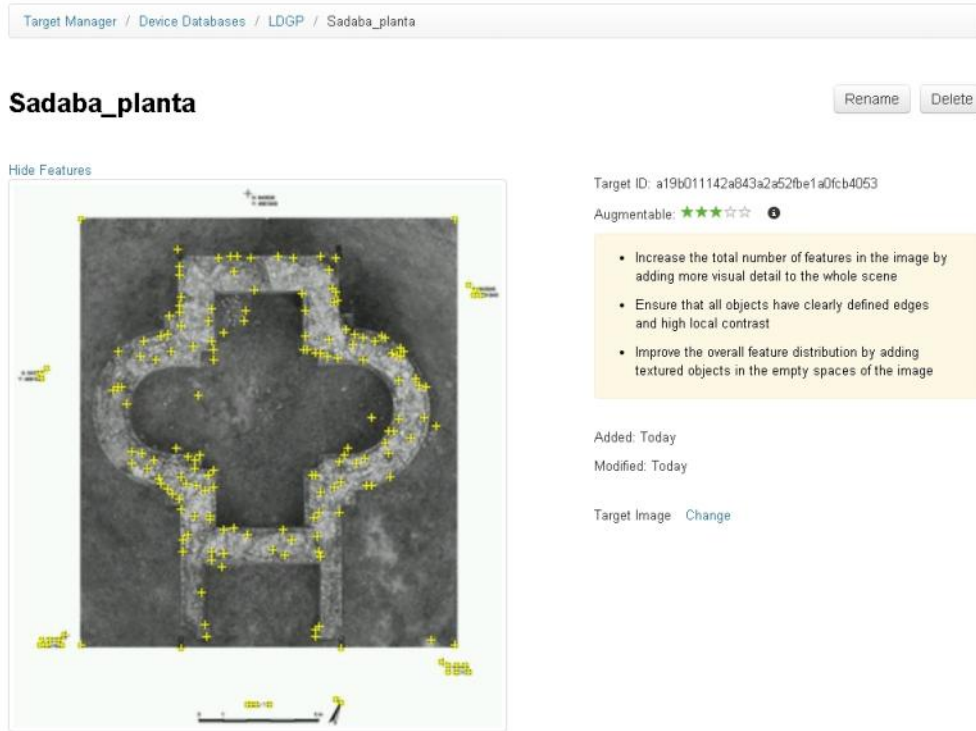 Target Manager / Device Databases / LDGP / Sadaba_planta
Sadaba_planta
Rename
Delete
Hide Features
Target ID: a19b011142a843a2a52fbe1a0fcb4053
Augmentable:
Increase the total number of features in the image by
adding more visual detail to the whole scene
Ensure that all objects have clearly defined edges
and high local contrast
Improve the overall feature distribution by adding
textured objects in the empty spaces of the image
Added: Today
Modified: Today
Target Image Change